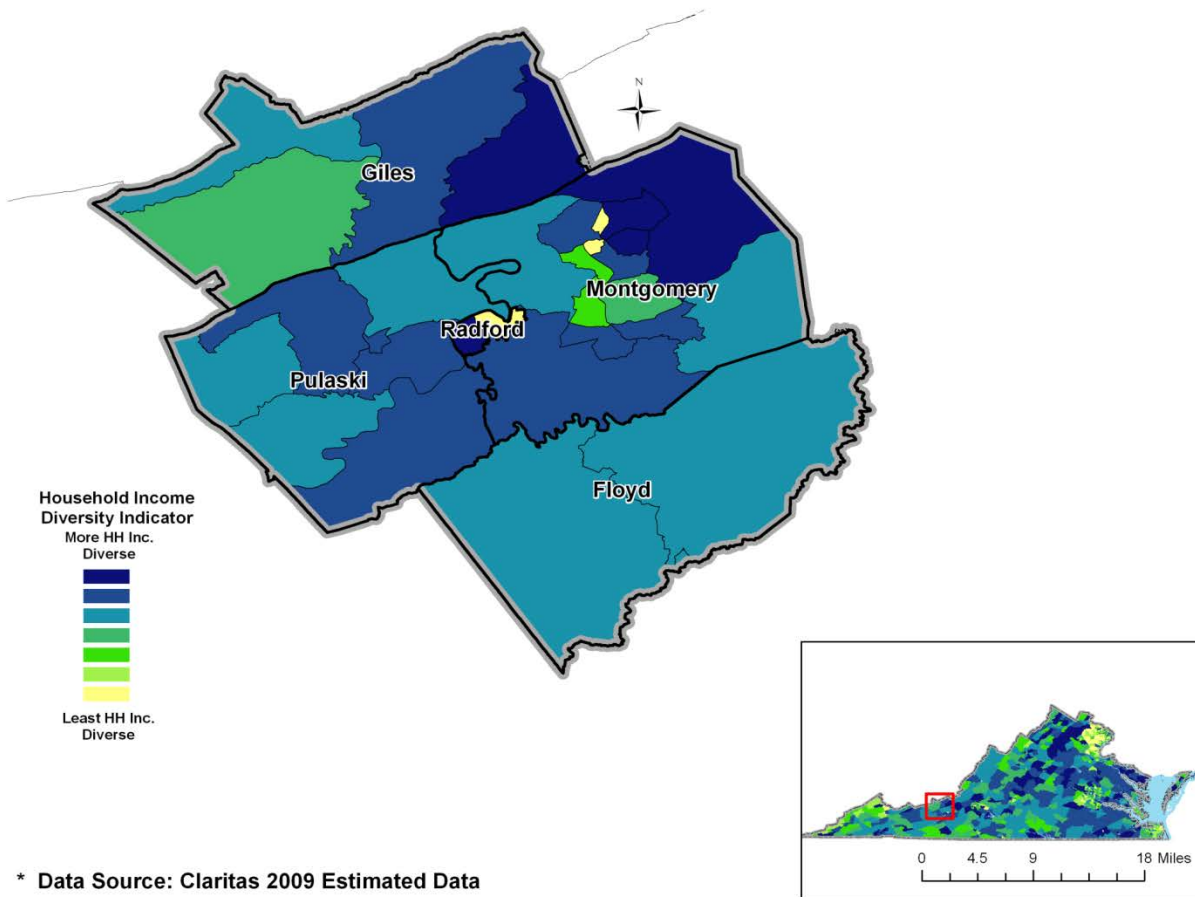 N
Giles
Montgomery
Radford
Pulaski
Floyd
Household Income
Diversity Indicator
More HH Inc.
Diverse
Least HH Inc.
Diverse
0 4.5 9 18 Miles
* Data Source: Claritas 2009 Estimated Data